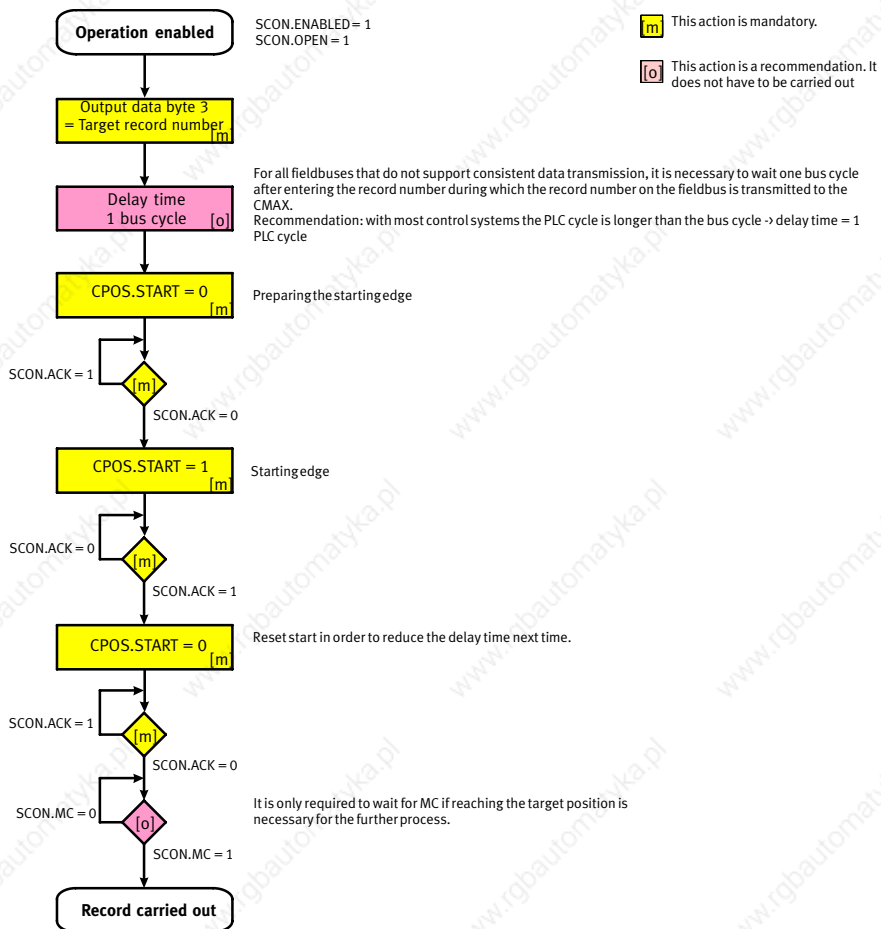 Operation enabled
SCON.ENABLED = 1
SCON.OPEN = 1
[m] This action is mandatory.
[o] This action is a recommendation. It
does not have to be carried out
Output data byte 3
= Target record number
[m]
Delay time
1 bus cycle [o]
For all fieldbuses that do not support consistent data transmission, it is necessary to wait one bus cycle
after entering the record number during which the record number on the fieldbus is transmitted to the
CMAX.
Recommendation: with most control systems the PLC cycle is longer than the bus cycle -> delay time = 1
PLC cycle
CPOS.START = 0
[m]
Preparing the starting edge
SCON.ACK = 1
[m]
SCON.ACK = 0
CPOS.START = 1
[m]
Starting edge
SCON.ACK = 0
[m]
SCON.ACK = 1
CPOS.START = 0
[m]
Reset start in order to reduce the delay time next time.
SCON.ACK = 1
[m]
SCON.ACK = 0
SCON.MC = 0
[o]
It is only required to wait for MC if reaching the target position is
necessary for the further process.
SCON.MC = 1
Record carried out
www.rgbautomatyka.pl